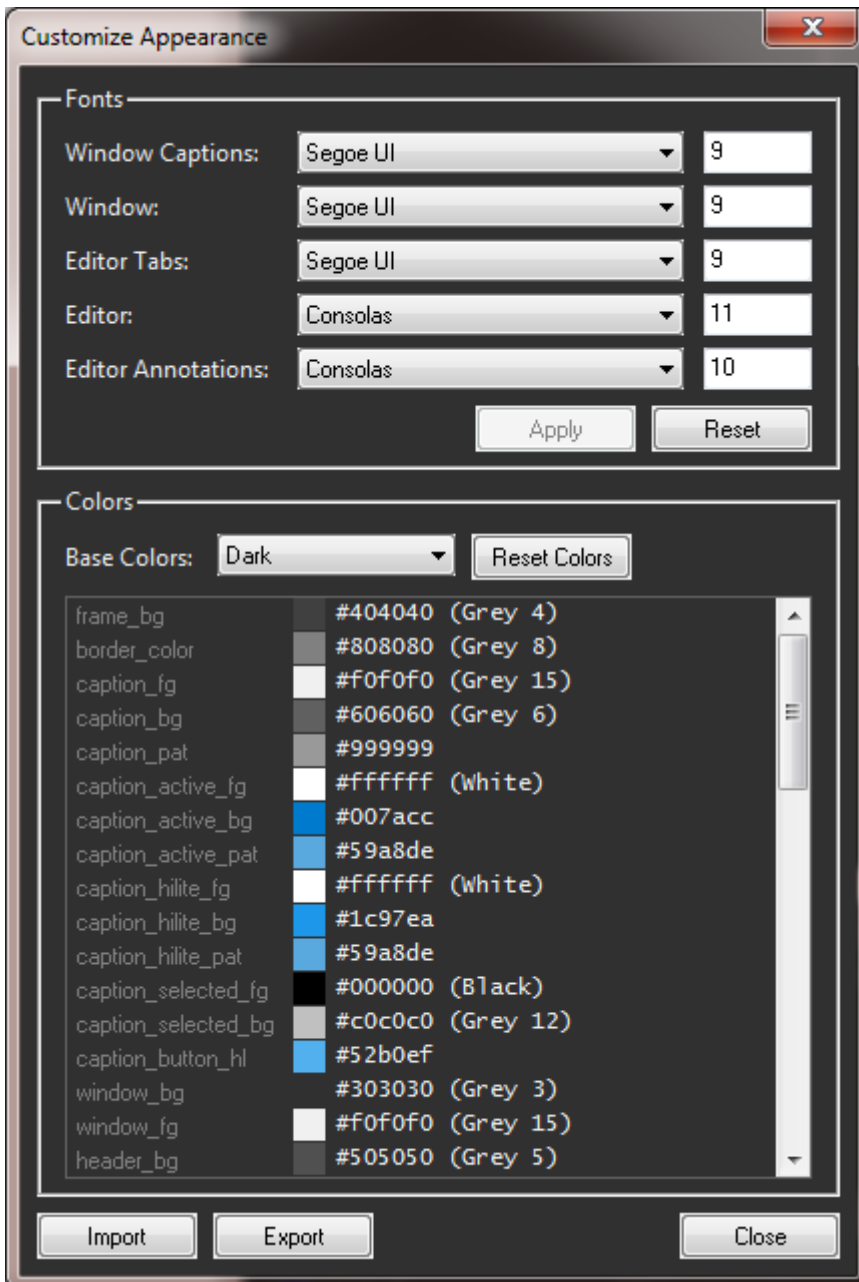 Customize Appearance
Fonts
Window Captions: Segoe UI 9
Window: Segoe UI 9
Editor Tabs: Segoe UI 9
Editor: Consolas 11
Editor Annotations: Consolas 10
Apply Reset
Colors
Base Colors: Dark Reset Colors
frame_bg #404040 (Grey 4)
border_color #808080 (Grey 8)
caption_fg #f0f0f0 (Grey 15)
caption_bg #606060 (Grey 6)
caption_pat #999999
caption_active_fg #ffffff (White)
caption_active_bg #007acc
caption_active_pat #59a8de
caption_hilite_fg #ffffff (White)
caption_hilite_bg #1c97ea
caption_hilite_pat #59a8de
caption_selected_fg #000000 (Black)
caption_selected_bg #c0c0c0 (Grey 12)
caption_button_hl #52b0ef
window_bg #303030 (Grey 3)
window_fg #f0f0f0 (Grey 15)
header_bg #505050 (Grey 5)
Import Export Close